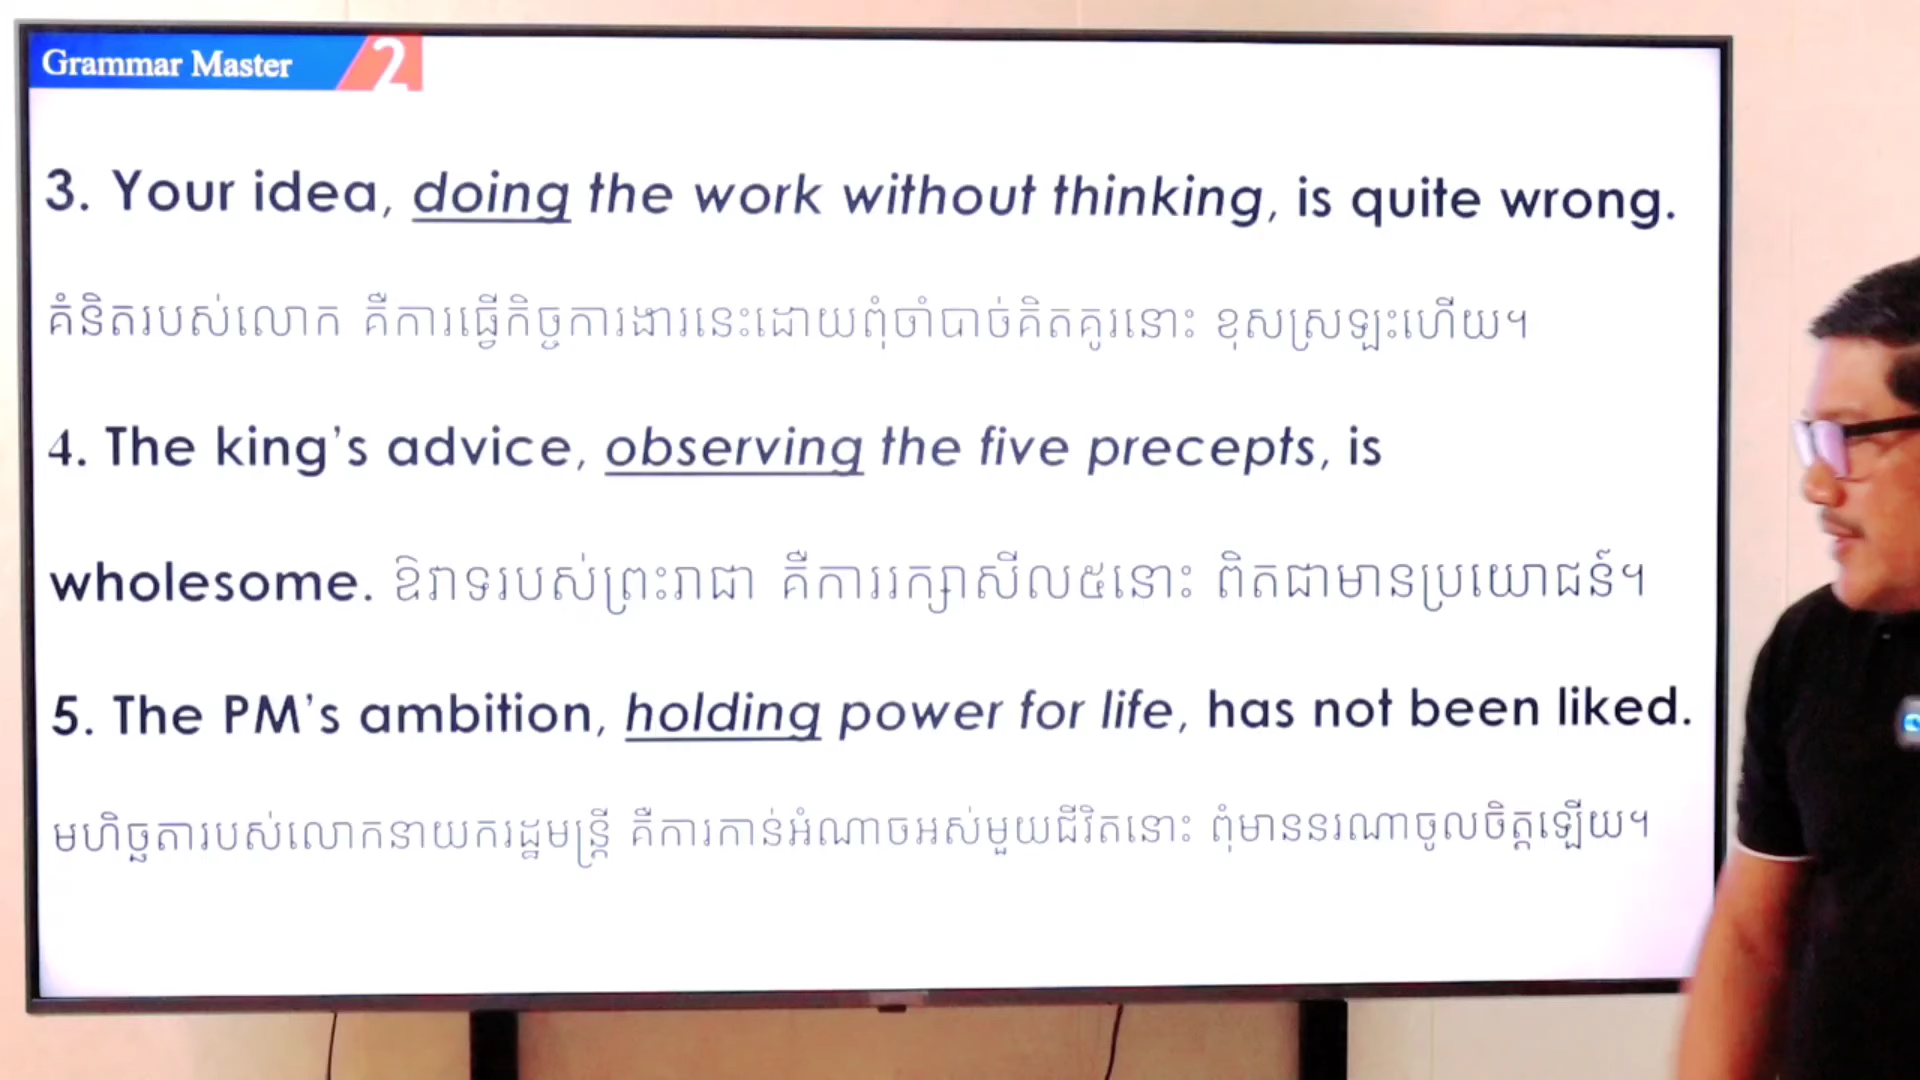 Grammar Master 2
3. Your idea, doing the work without thinking, is quite wrong.
គំនិតរបស់លោក គឺការធ្វើកិច្ចការងារនេះដោយពុំចាំបាច់គិតគូរនោះ ខុសស្រឡះហើយ។
4. The king's advice, observing the five precepts, is
wholesome. ឱវាទរបស់ព្រះរាជា គឺការរក្សាសីល៥នោះ ពិតជាមានប្រយោជន៍។
5. The PM's ambition, holding power for life, has not been liked.
មហិច្ឆតារបស់លោកនាយករដ្ឋមន្ត្រី គឺការកាន់អំណាចអស់មួយជីវិតនោះ ពុំមាននរណាចូលចិត្តឡើយ។